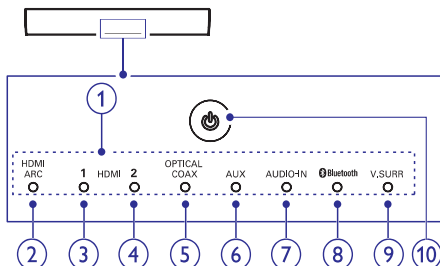 1
HDMI ARC
1 HDMI 2
OPTICAL COAX
AUX
AUDIO-IN
Bluetooth
V.SURR
2
3
4
5
6
7
8
9
10